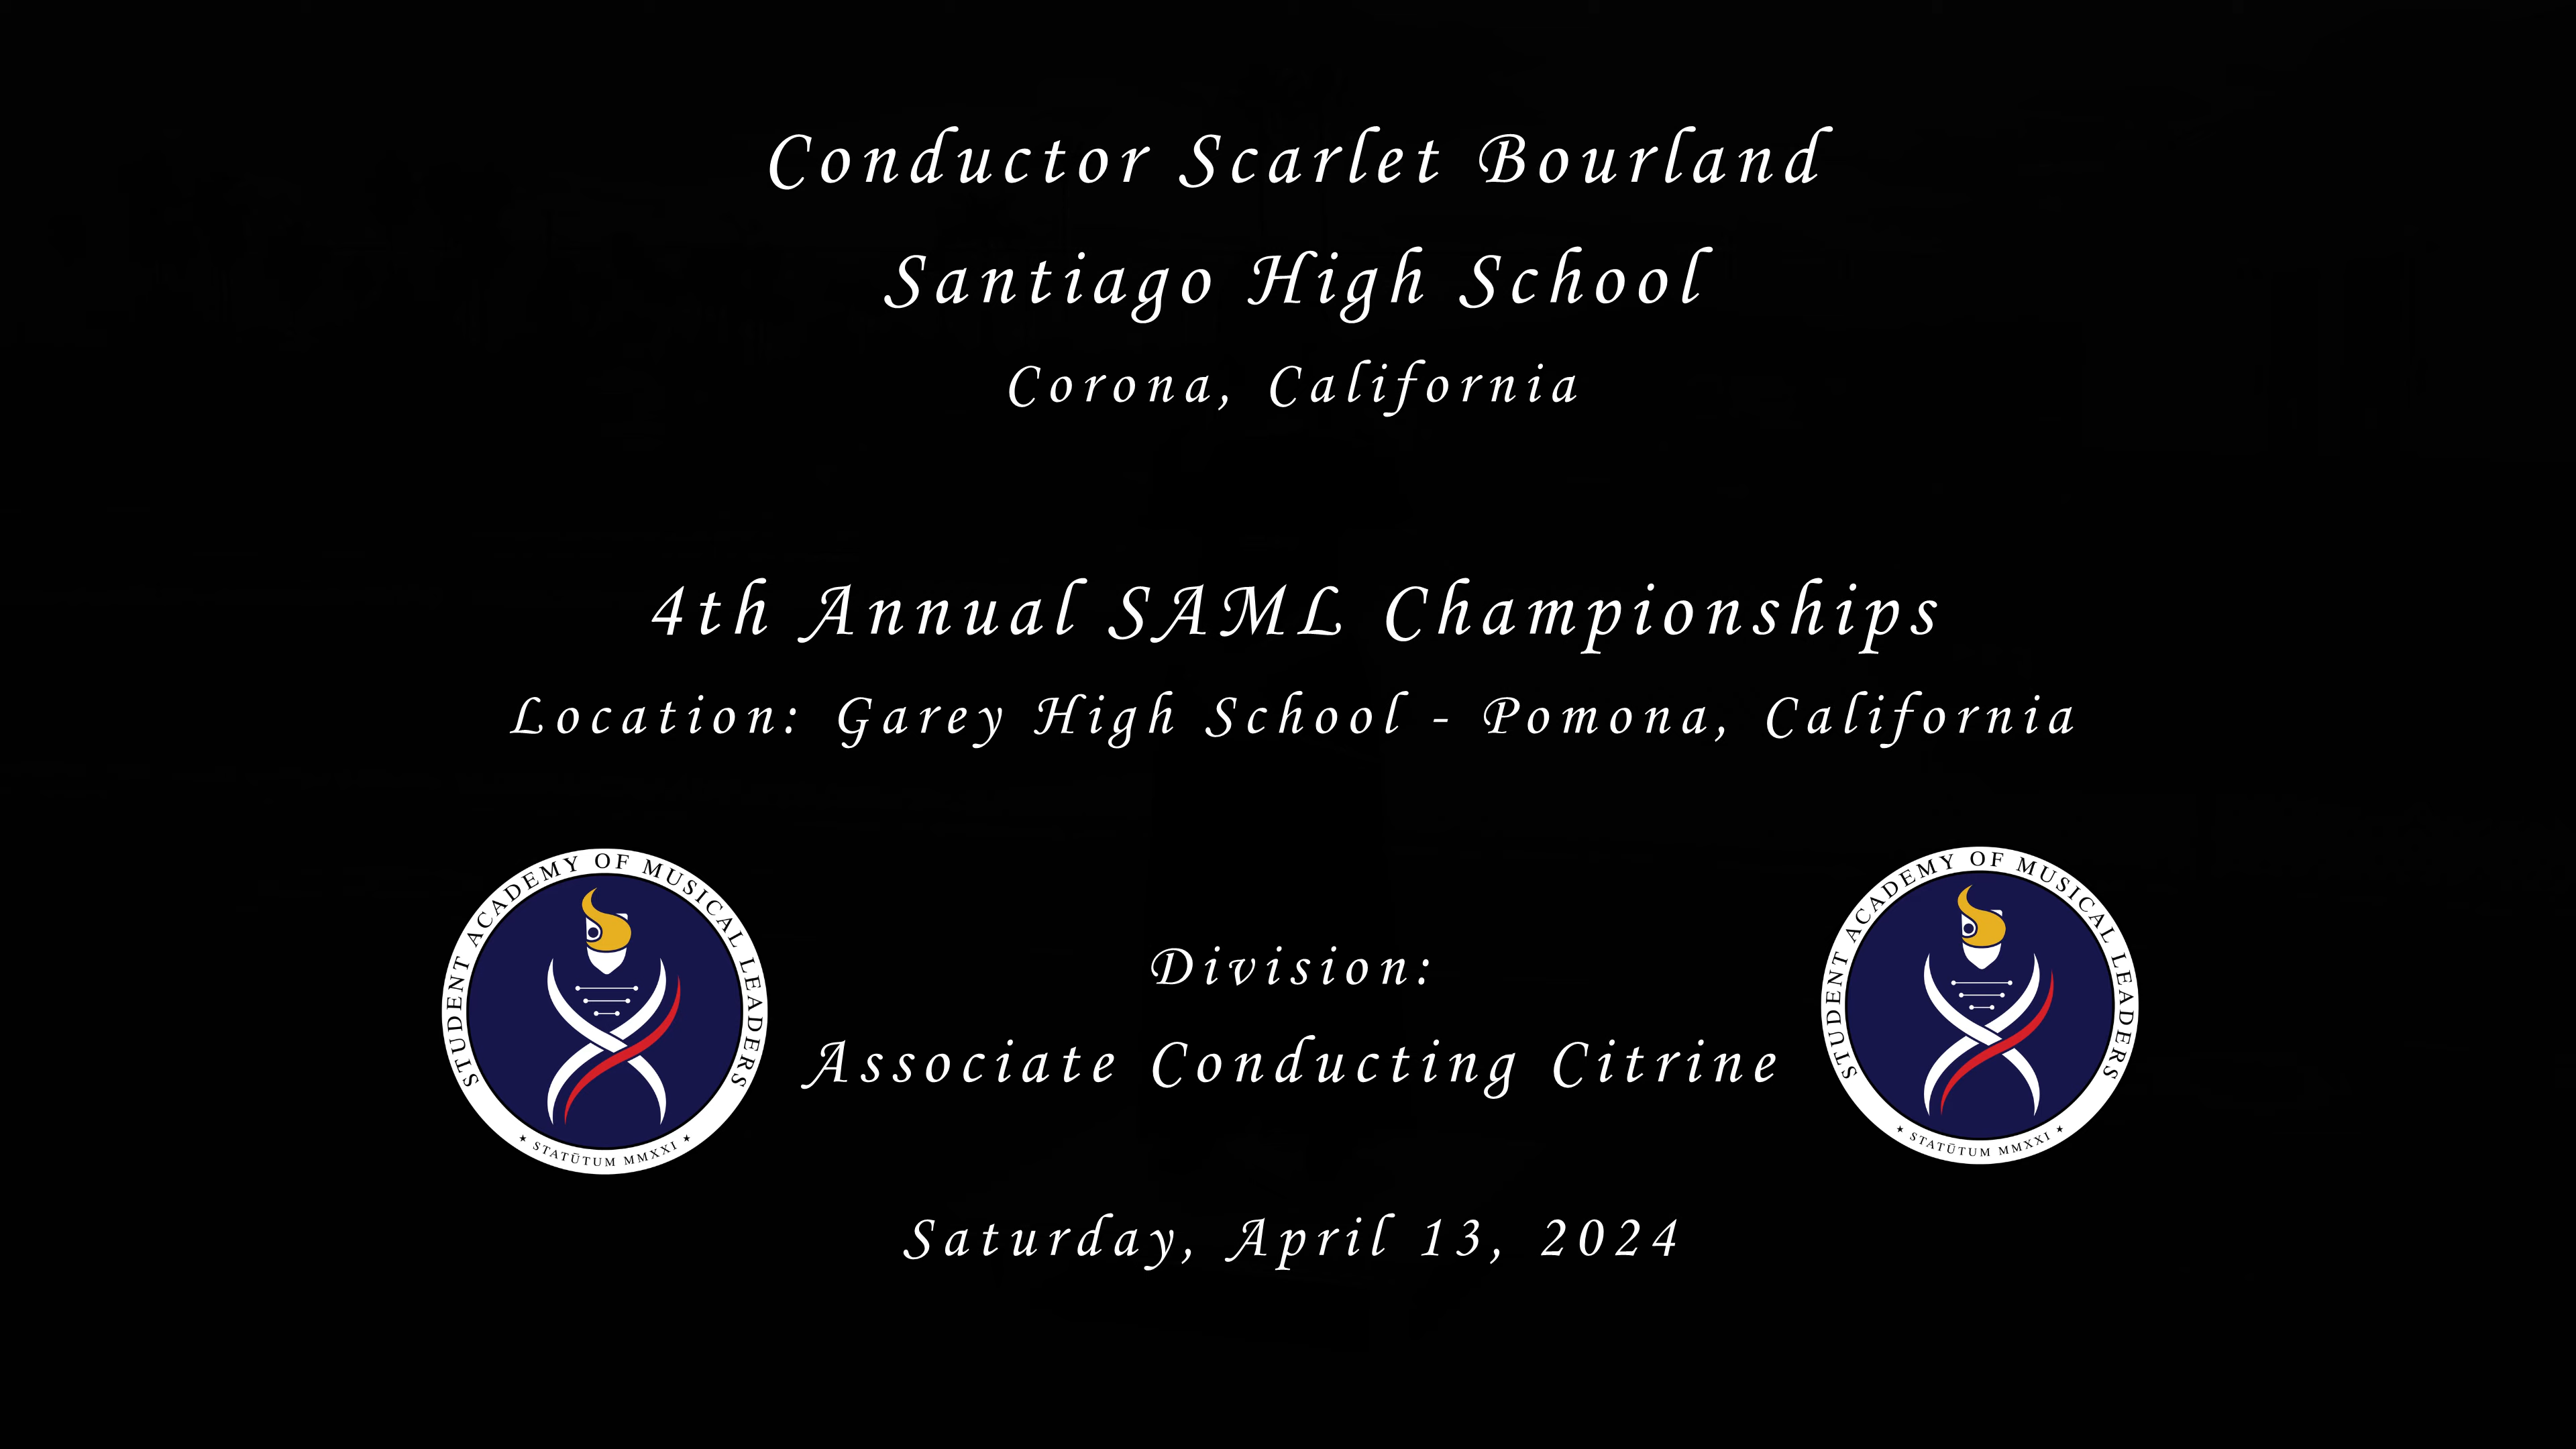 Conductor Scarlet Bourland
Santiago High School
Corona, California
4th Annual SAML Championships
Location: Garey High School - Pomona, California
STUDENT ACADEMY OF MUSICAL LEADERS
★ STATŪTUM MMXXI ★
STUDENT ACADEMY OF MUSICAL LEADERS
★ STATŪTUM MMXXI ★
Division:
Associate Conducting Citrine
Saturday, April 13, 2024